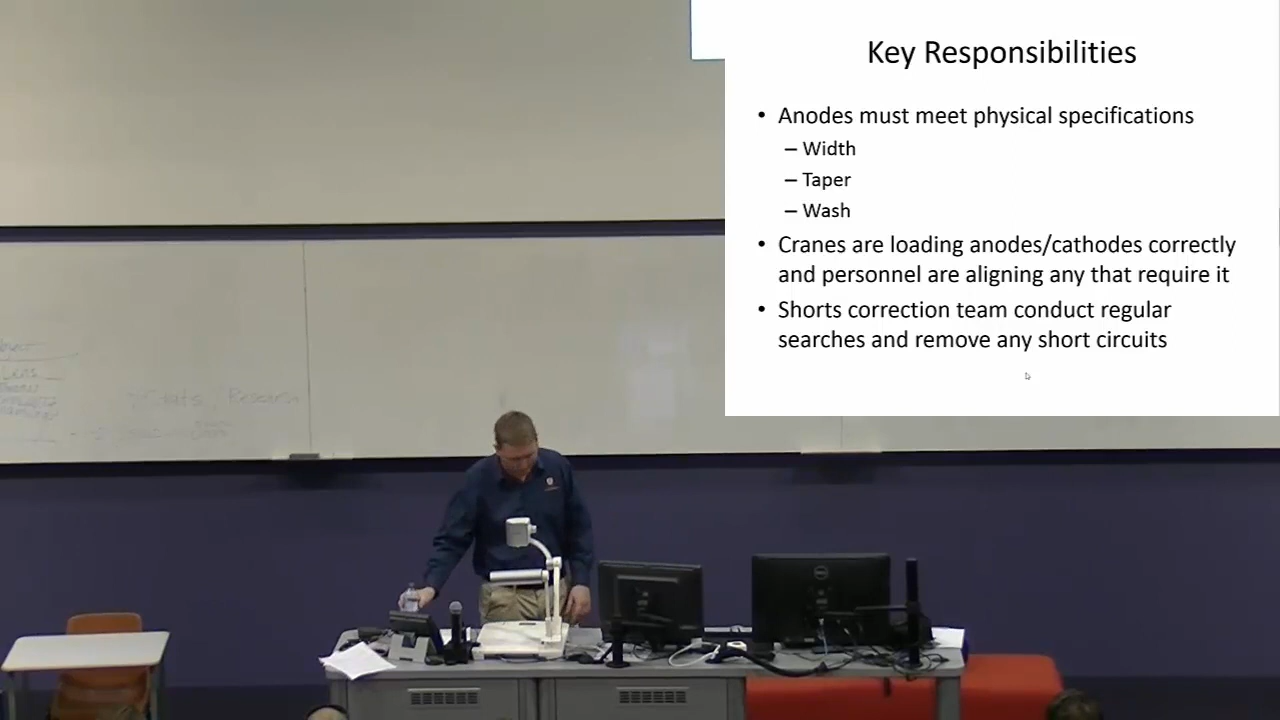 Key Responsibilities
• Anodes must meet physical specifications
– Width
– Taper
– Wash
• Cranes are loading anodes/cathodes correctly
and personnel are aligning any that require it
• Shorts correction team conduct regular
searches and remove any short circuits